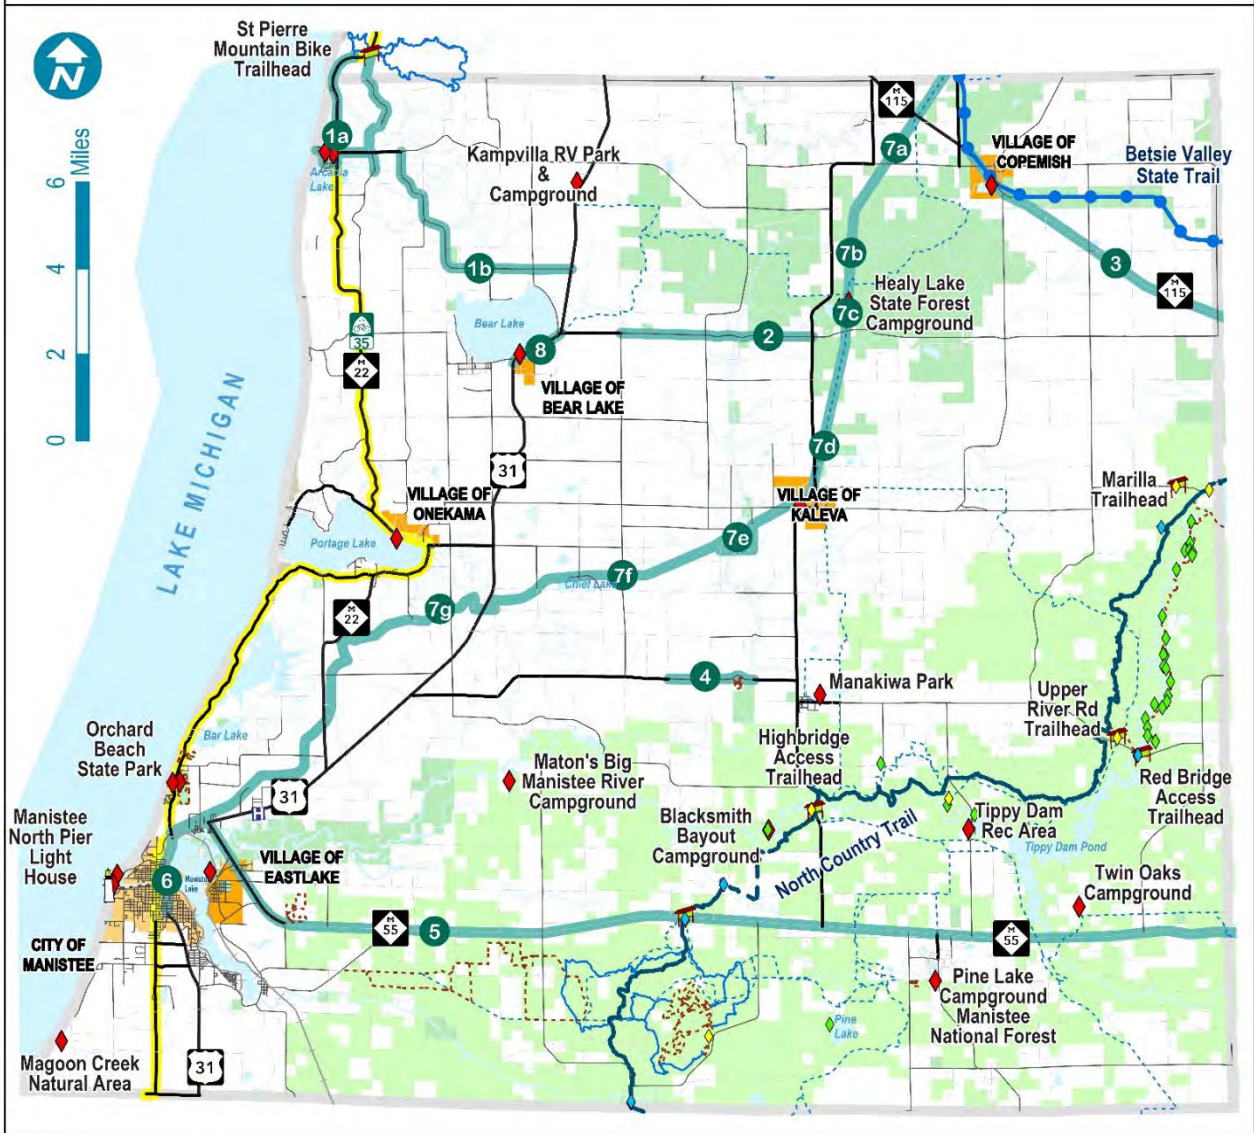 St Pierre
Mountain Bike
Trailhead
N
6
4
2
0
Miles
1a
Arcadia
Lake
Kampvilla RV Park
&
Campground
M
115
7a
VILLAGE OF
COPEMISH
Betsie Valley
State Trail
1b
7b
3
M
115
Healy Lake
State Forest
Campground
7c
Bear Lake
2
8
35
M
22
VILLAGE OF
BEAR LAKE
LAKE MICHIGAN
31
7d
VILLAGE OF
KALEVA
Marilla
Trailhead
VILLAGE OF
ONEKAMA
Portage Lake
7e
7f
Chief Lake
7g
M
22
4
Manakiwa Park
Upper
River Rd
Trailhead
Orchard
Beach
State Park
Bar Lake
31
Maton's Big
Manistee River
Campground
Highbridge
Access
Trailhead
Red Bridge
Access
Trailhead
Blacksmith
Bayout
Campground
North Country Trail
Tippy Dam
Rec Area
Tippy Dam Pond
Manistee
North Pier
Light
House
6
Manistee
Lake
VILLAGE OF
EASTLAKE
Twin Oaks
Campground
CITY OF
MANISTEE
M
55
5
M
55
Pine Lake
Campground
Manistee
National Forest
Pine
Lake
Magoon Creek
Natural Area
31